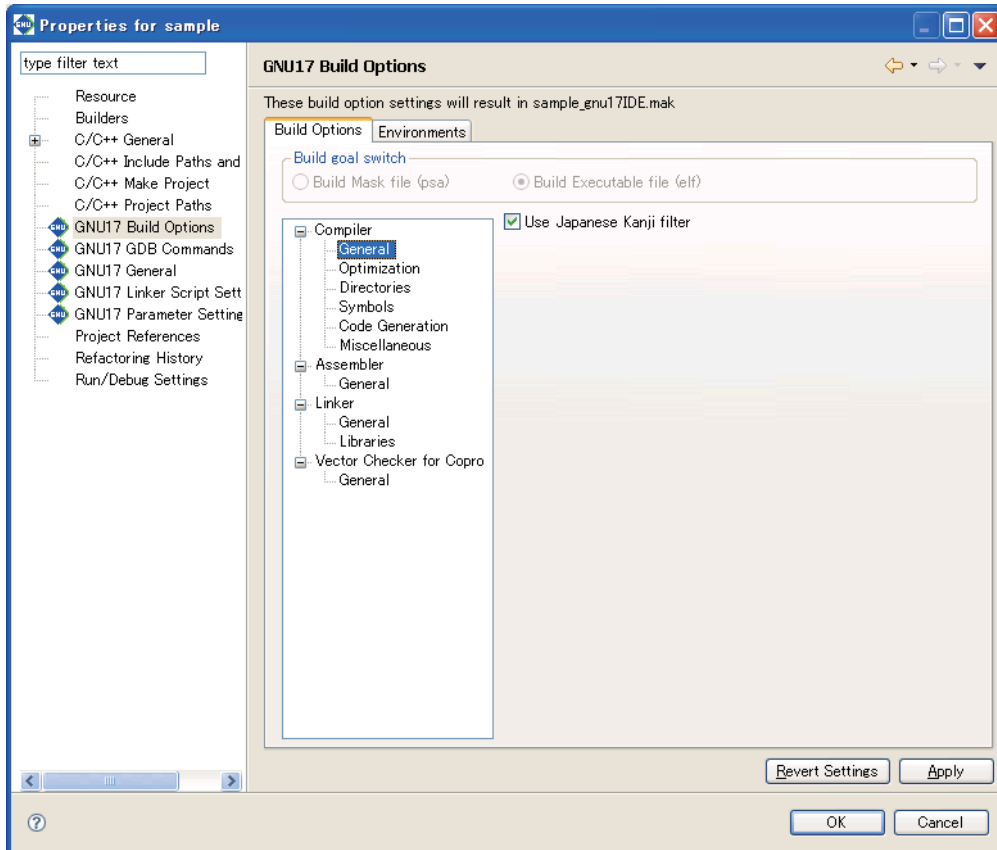 Properties for sample
type filter text
Resource
Builders
C/C++ General
C/C++ Include Paths and
C/C++ Make Project
C/C++ Project Paths
GNU17 Build Options
GNU17 GDB Commands
GNU17 General
GNU17 Linker Script Sett
GNU17 Parameter Setting
Project References
Refactoring History
Run/Debug Settings
GNU17 Build Options
These build option settings will result in sample_gnu17IDE.mak
Build Options Environments
Build goal switch
Build Mask file (psa) Build Executable file (elf)
Compiler
General
Optimization
Directories
Symbols
Code Generation
Miscellaneous
Assembler
General
Linker
General
Libraries
Vector Checker for Copro
General
Use Japanese Kanji filter
Revert Settings Apply
OK Cancel